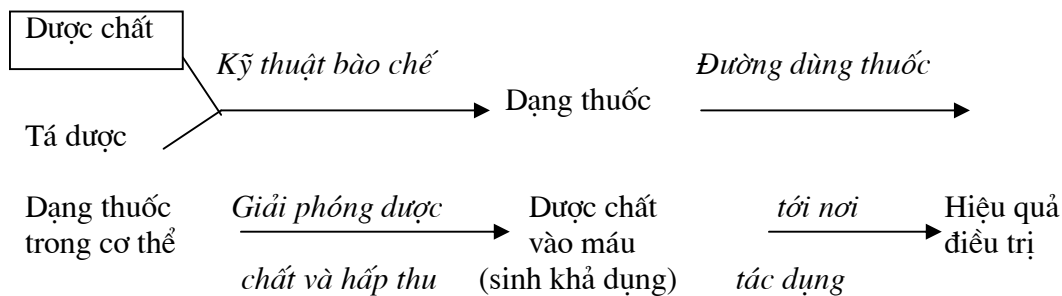 Dược chất
Kỹ thuật bào chế
Đường dùng thuốc
Dạng thuốc
Tá dược
Dạng thuốc
trong cơ thể
Giải phóng dược
chất và hấp thu
Dược chất
vào máu
(sinh khả dụng)
tới nơi
tác dụng
Hiệu quả
điều trị